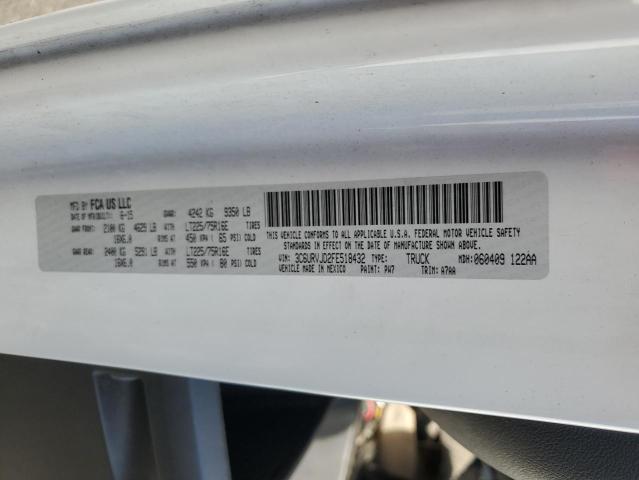 MFD BY: FCA US LLC
DATE OF MFR(BUILT): 6-15 GVWR: 4242 KG 9350 LB
GAWR FRONT: 2100 KG 4629 LB WITH LT225/75R16E TIRES
16X6.0 RIMS AT 450 KPA( 65 PSI) COLD
GAWR REAR: 2400 KG 5291 LB WITH LT225/75R16E TIRES
16X6.0 RIMS AT 550 KPA( 80 PSI) COLD
THIS VEHICLE CONFORMS TO ALL APPLICABLE U.S.A. FEDERAL MOTOR VEHICLE SAFETY
STANDARDS IN EFFECT ON THE DATE OF MANUFACTURE SHOWN ABOVE.
VIN: 3C6URVJD2FE518432 TYPE: TRUCK MDH: 060409 122AA
VEHICLE MADE IN MEXICO PAINT: PW7 TRIM: A7AA